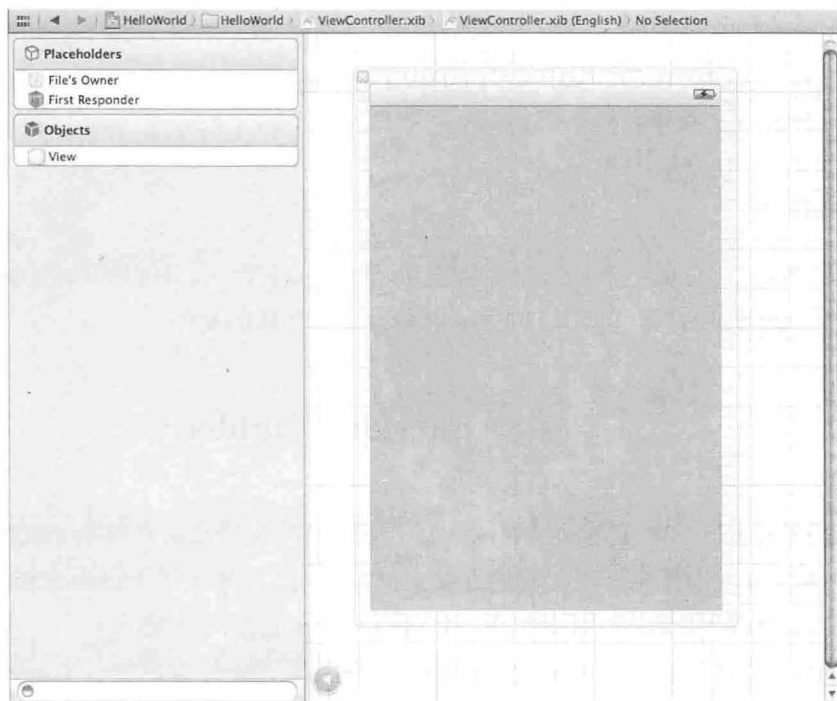 HelloWorld HelloWorld ViewController.xib ViewController.xib (English) No Selection
Placeholders
File's Owner
First Responder
Objects
View